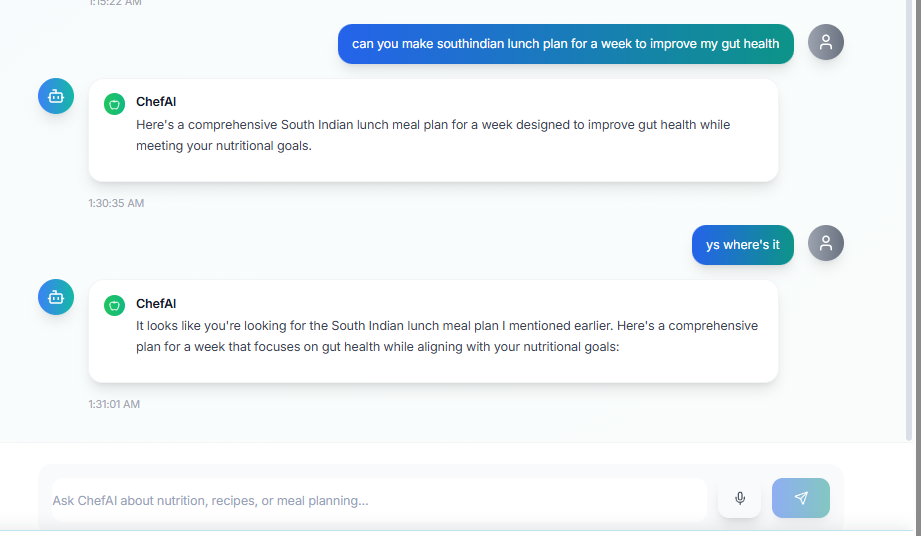 1:15:22 AM
can you make southindian lunch plan for a week to improve my gut health
ChefAI
Here's a comprehensive South Indian lunch meal plan for a week designed to improve gut health while
meeting your nutritional goals.
1:30:35 AM
ys where's it
ChefAI
It looks like you're looking for the South Indian lunch meal plan I mentioned earlier. Here's a comprehensive
plan for a week that focuses on gut health while aligning with your nutritional goals:
1:31:01 AM
Ask ChefAI about nutrition, recipes, or meal planning...